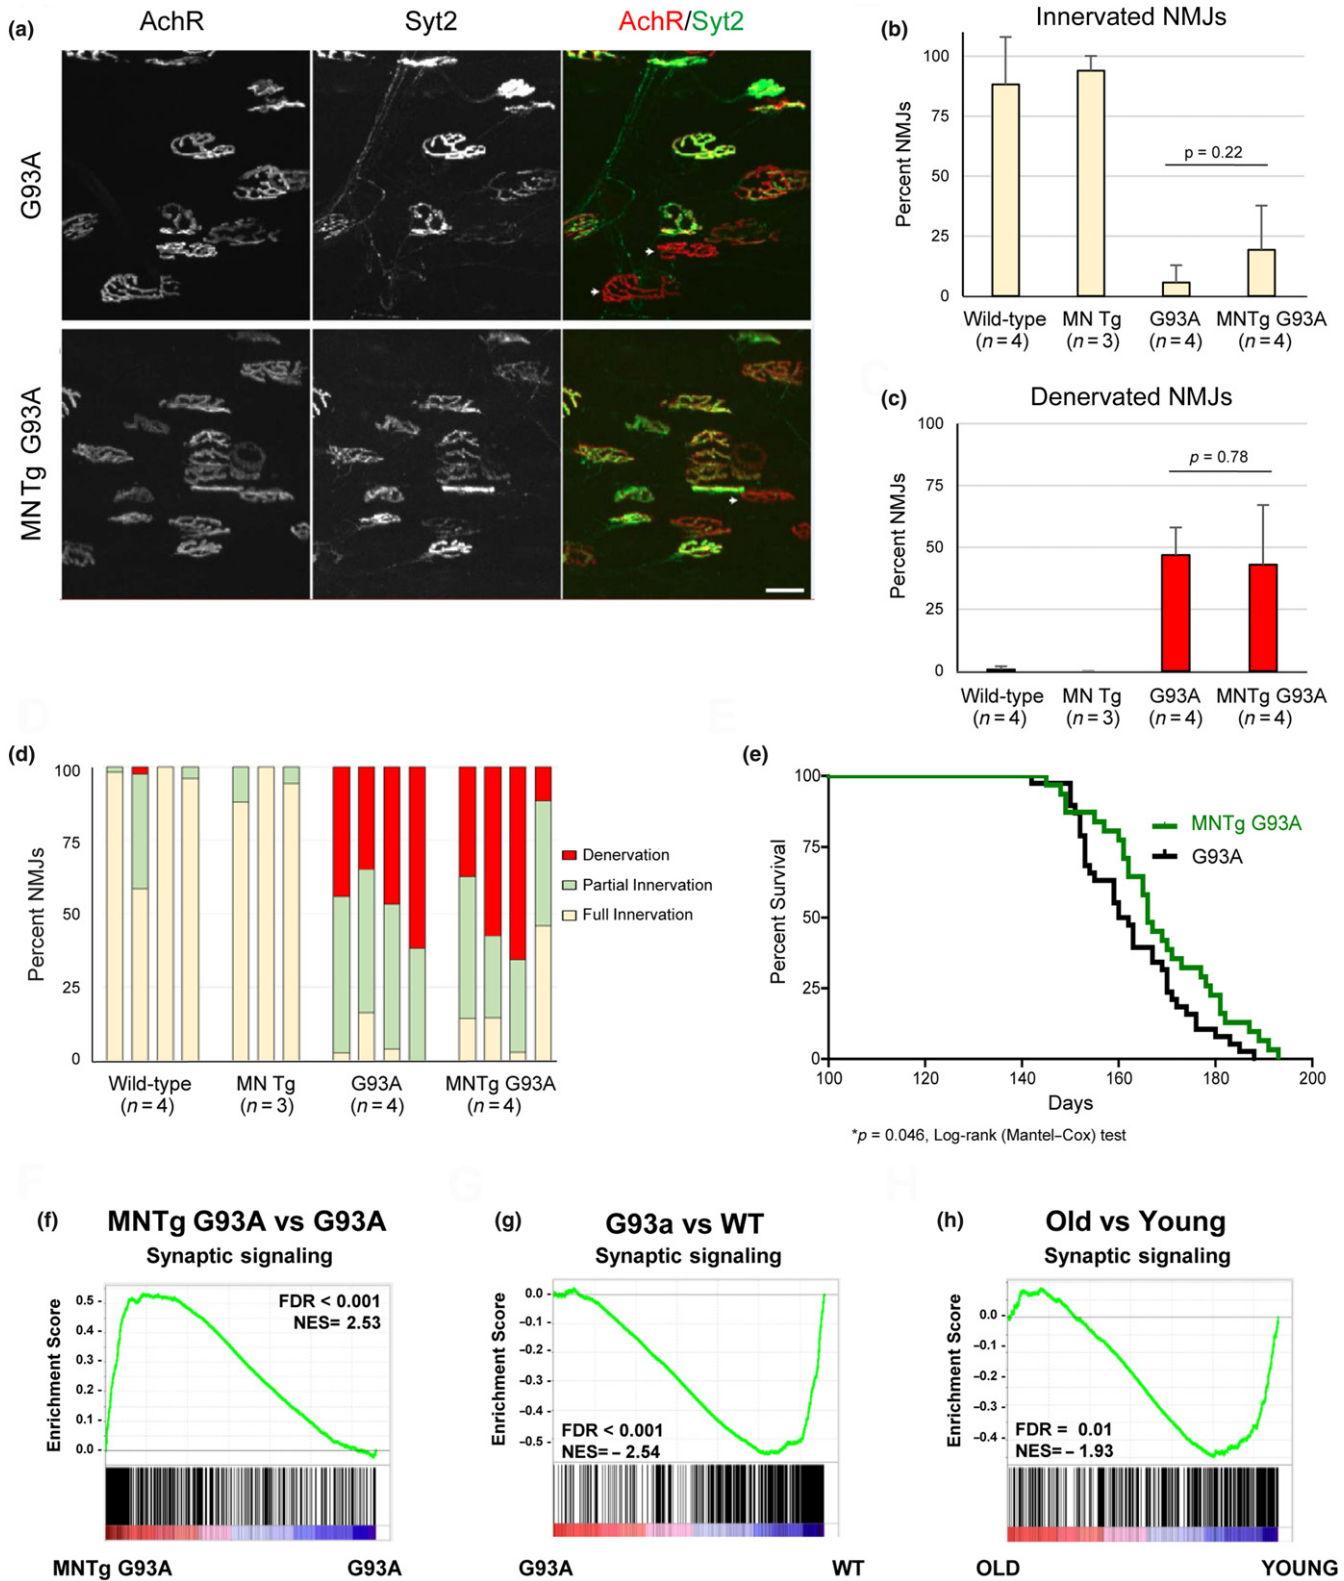 (a)
AchR
Syt2
AchR/Syt2
G93A
MNTg G93A
(b)
Innervated NMJs
Percent NMJs
100
75
50
25
0
p = 0.22
Wild-type
(n = 4)
MN Tg
(n = 3)
G93A
(n = 4)
MNTg G93A
(n = 4)
C
(c)
Denervated NMJs
Percent NMJs
100
75
50
25
0
p = 0.78
Wild-type
(n = 4)
MN Tg
(n = 3)
G93A
(n = 4)
MNTg G93A
(n = 4)
D
(d)
Percent NMJs
100
75
50
25
0
Denervation
Partial Innervation
Full Innervation
Wild-type
(n = 4)
MN Tg
(n = 3)
G93A
(n = 4)
MNTg G93A
(n = 4)
E
(e)
Percent Survival
100
75
50
25
0
MNTg G93A
G93A
100 120 140 160 180 200
Days
*p = 0.046, Log-rank (Mantel–Cox) test
F
(f)
MNTg G93A vs G93A
Synaptic signaling
Enrichment Score
0.5
0.4
0.3
0.2
0.1
0.0
FDR < 0.001
NES= 2.53
MNTg G93A
G93A
G
(g)
G93a vs WT
Synaptic signaling
Enrichment Score
0.0
–0.1
–0.2
–0.3
–0.4
–0.5
FDR < 0.001
NES= – 2.54
G93A
WT
H
(h)
Old vs Young
Synaptic signaling
Enrichment Score
0.0
–0.1
–0.2
–0.3
–0.4
FDR = 0.01
NES= – 1.93
OLD
YOUNG